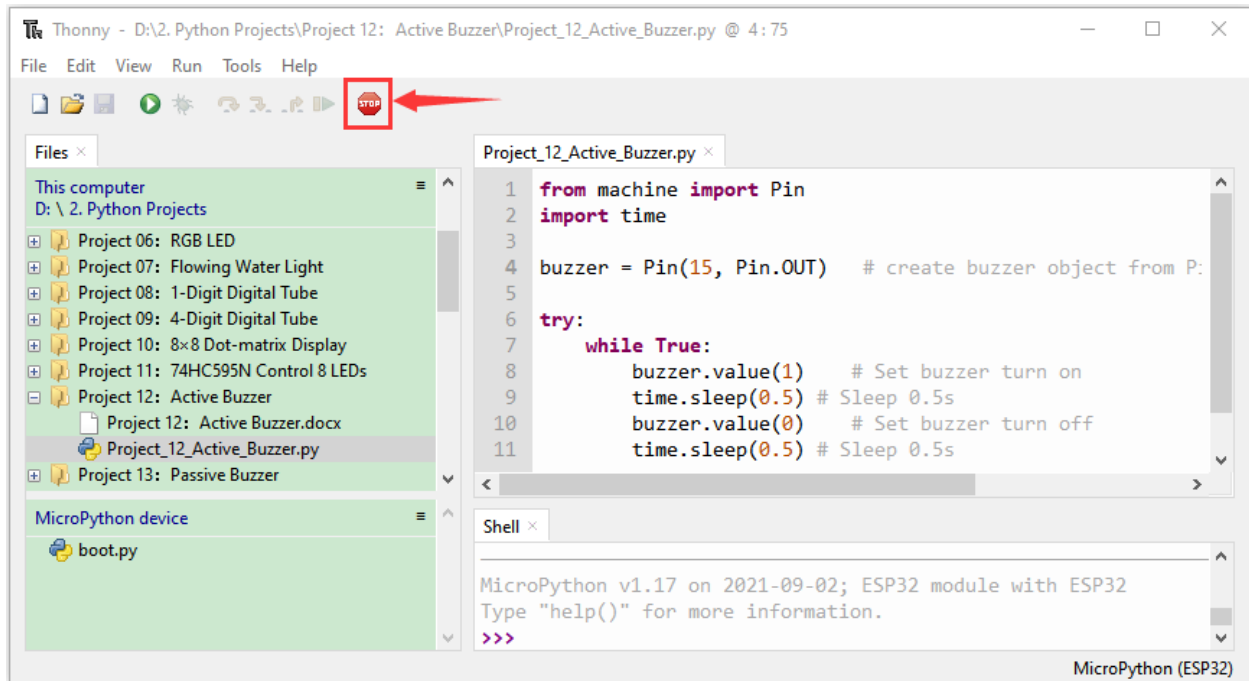 Thonny - D:\2. Python Projects\Project 12: Active Buzzer\Project_12_Active_Buzzer.py @ 4:75
File Edit View Run Tools Help
STOP
Files
This computer
D: \ 2. Python Projects
Project 06: RGB LED
Project 07: Flowing Water Light
Project 08: 1-Digit Digital Tube
Project 09: 4-Digit Digital Tube
Project 10: 8×8 Dot-matrix Display
Project 11: 74HC595N Control 8 LEDs
Project 12: Active Buzzer
Project 12: Active Buzzer.docx
Project_12_Active_Buzzer.py
Project 13: Passive Buzzer
MicroPython device
boot.py
Project_12_Active_Buzzer.py
1 from machine import Pin
2 import time
3
4 buzzer = Pin(15, Pin.OUT) # create buzzer object from P
5
6 try:
7 while True:
8 buzzer.value(1) # Set buzzer turn on
9 time.sleep(0.5) # Sleep 0.5s
10 buzzer.value(0) # Set buzzer turn off
11 time.sleep(0.5) # Sleep 0.5s
Shell
MicroPython v1.17 on 2021-09-02; ESP32 module with ESP32
Type "help()" for more information.
>>>
MicroPython (ESP32)